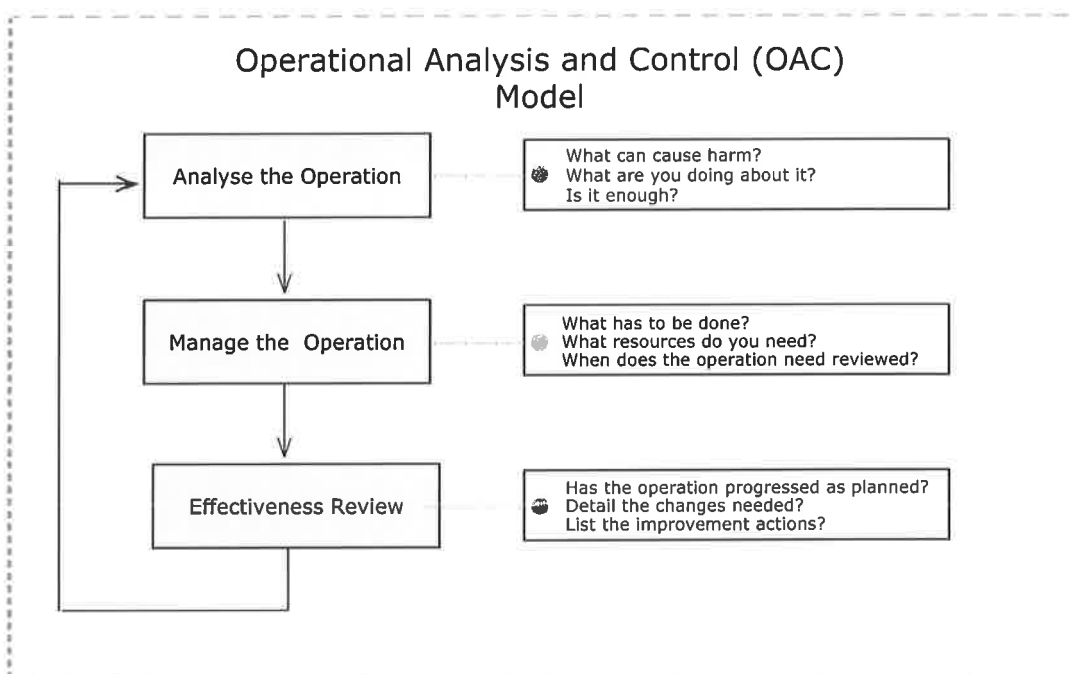 Operational Analysis and Control (OAC)
Model
Analyse the Operation
What can cause harm?
What are you doing about it?
Is it enough?
Manage the Operation
What has to be done?
What resources do you need?
When does the operation need reviewed?
Effectiveness Review
Has the operation progressed as planned?
Detail the changes needed?
List the improvement actions?